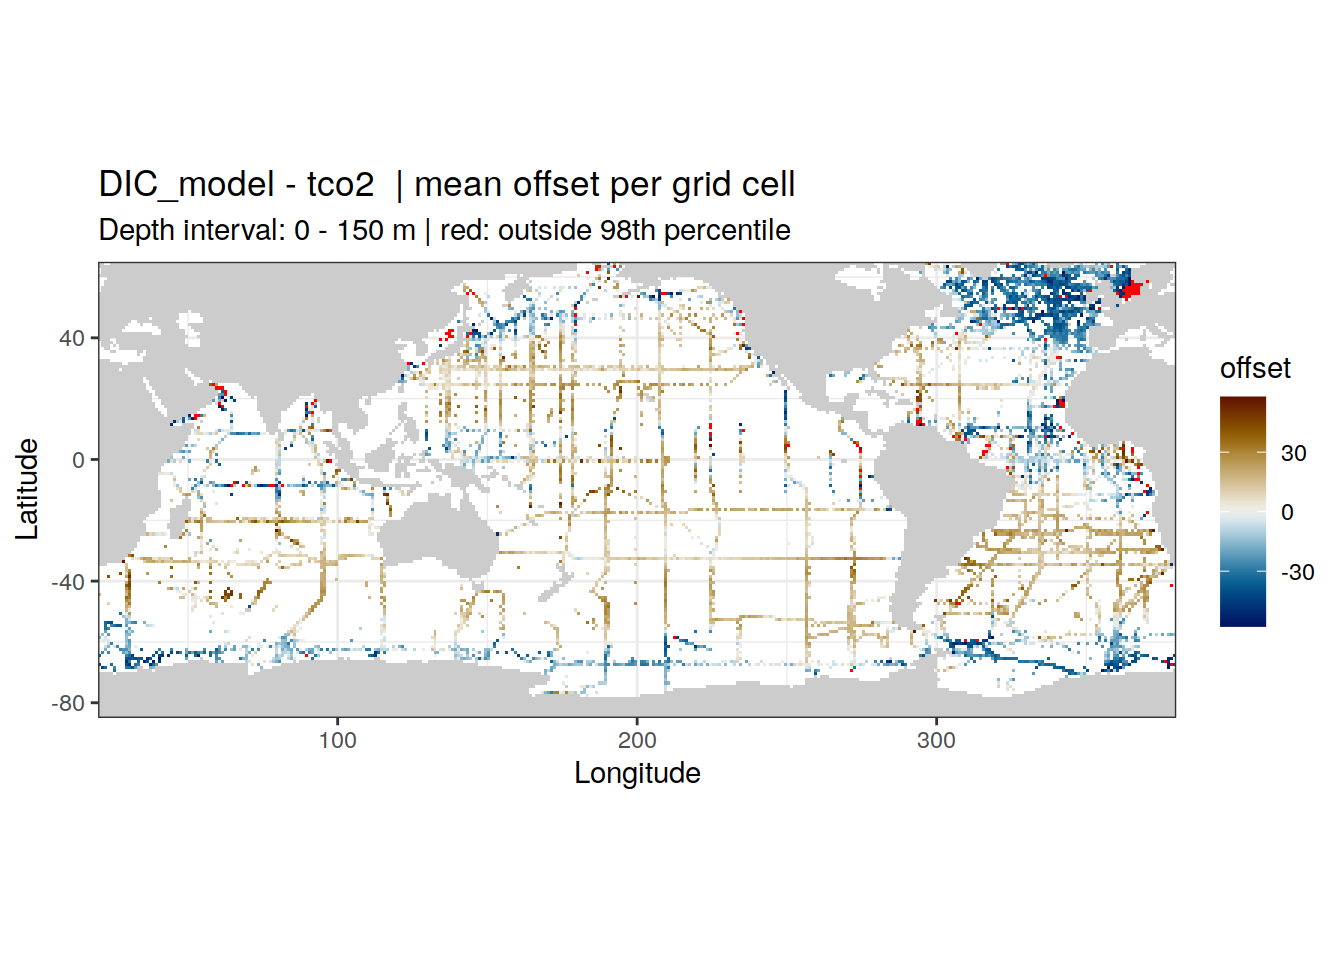 DIC_model - tco2  | mean offset per grid cell
Depth interval: 0 - 150 m | red: outside 98th percentile
offset
30
0
-30
Latitude
40
0
-40
-80
100
200
300
Longitude